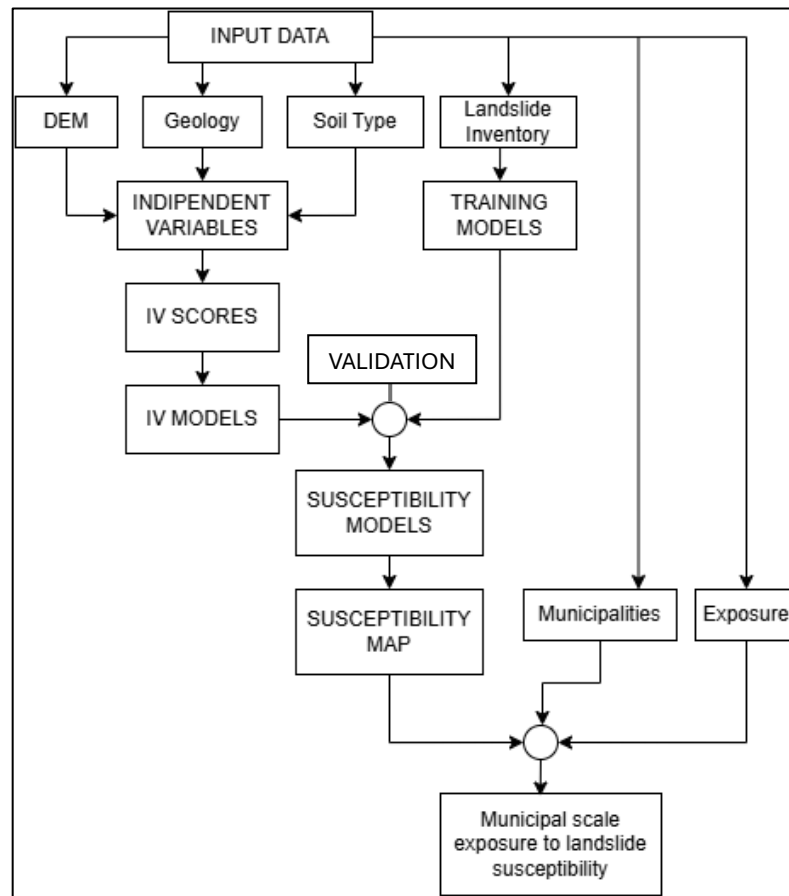 INPUT DATA
DEM
Geology
Soil Type
Landslide
Inventory
INDIPENDENT
VARIABLES
TRAINING
MODELS
IV SCORES
VALIDATION
IV MODELS
SUSCEPTIBILITY
MODELS
SUSCEPTIBILITY
MAP
Municipalities
Exposure
Municipal scale
exposure to landslide
susceptibility